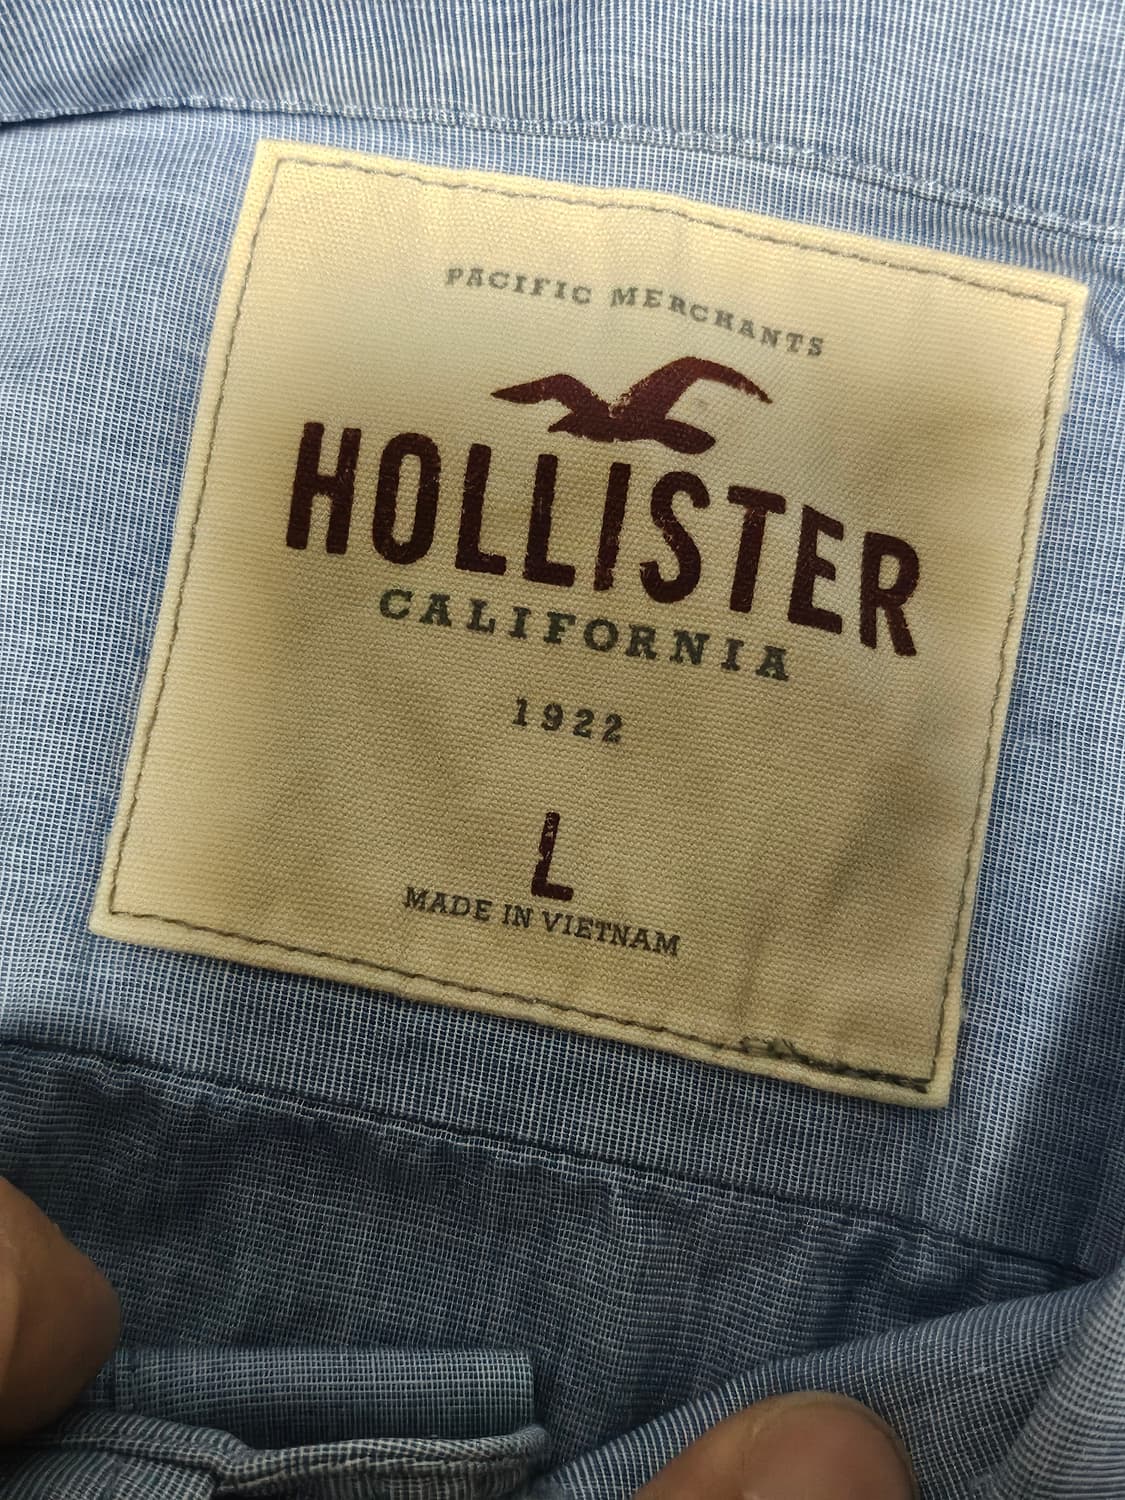 PACIFIC MERCHANTS
HOLLISTER
CALIFORNIA
1922
L
MADE IN VIETNAM